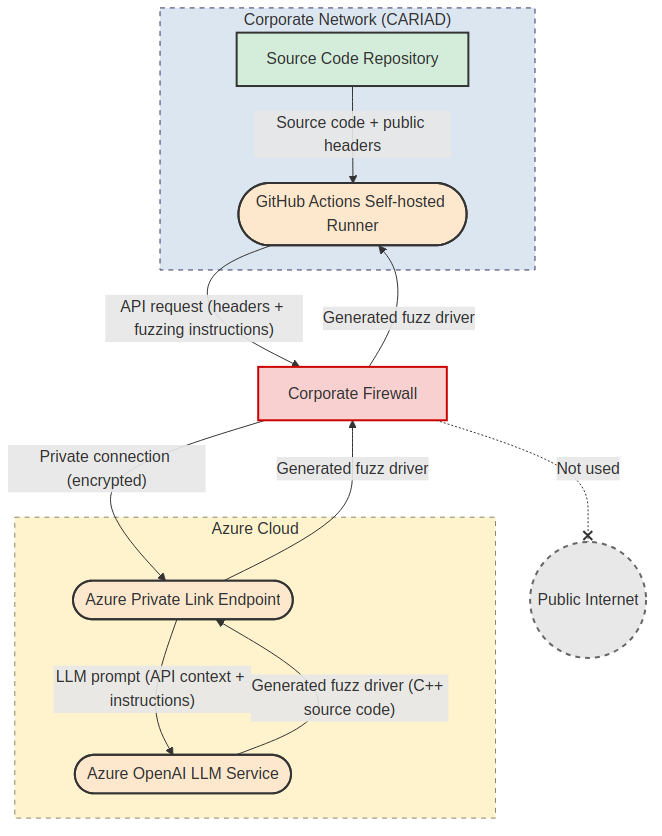 Corporate Network (CARIAD)
Source Code Repository
Source code + public
headers
GitHub Actions Self-hosted
Runner
API request (headers +
fuzzing instructions)
Generated fuzz driver
Corporate Firewall
Private connection
(encrypted)
Generated fuzz driver
Not used
Azure Cloud
Azure Private Link Endpoint
Public Internet
LLM prompt (API context +
instructions)
Generated fuzz driver (C++
source code)
Azure OpenAI LLM Service